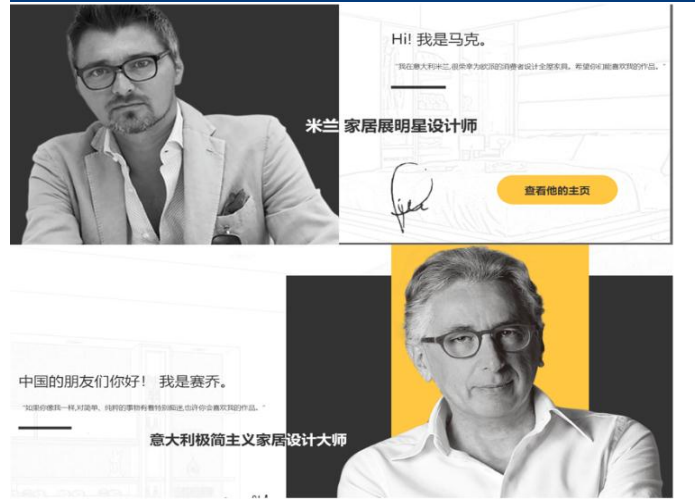 Hi! 我是马克。
“我在意大利米兰,很荣幸为欧派的消费者设计全屋家具。希望你们能喜欢我的作品。”
米兰 家居展明星设计师
查看他的主页
中国的朋友们你好! 我是赛乔。
“如果你像我一样,对简单、纯粹的事物有着特别痴迷,也许你会喜欢我的作品。”
意大利极简主义家居设计大师